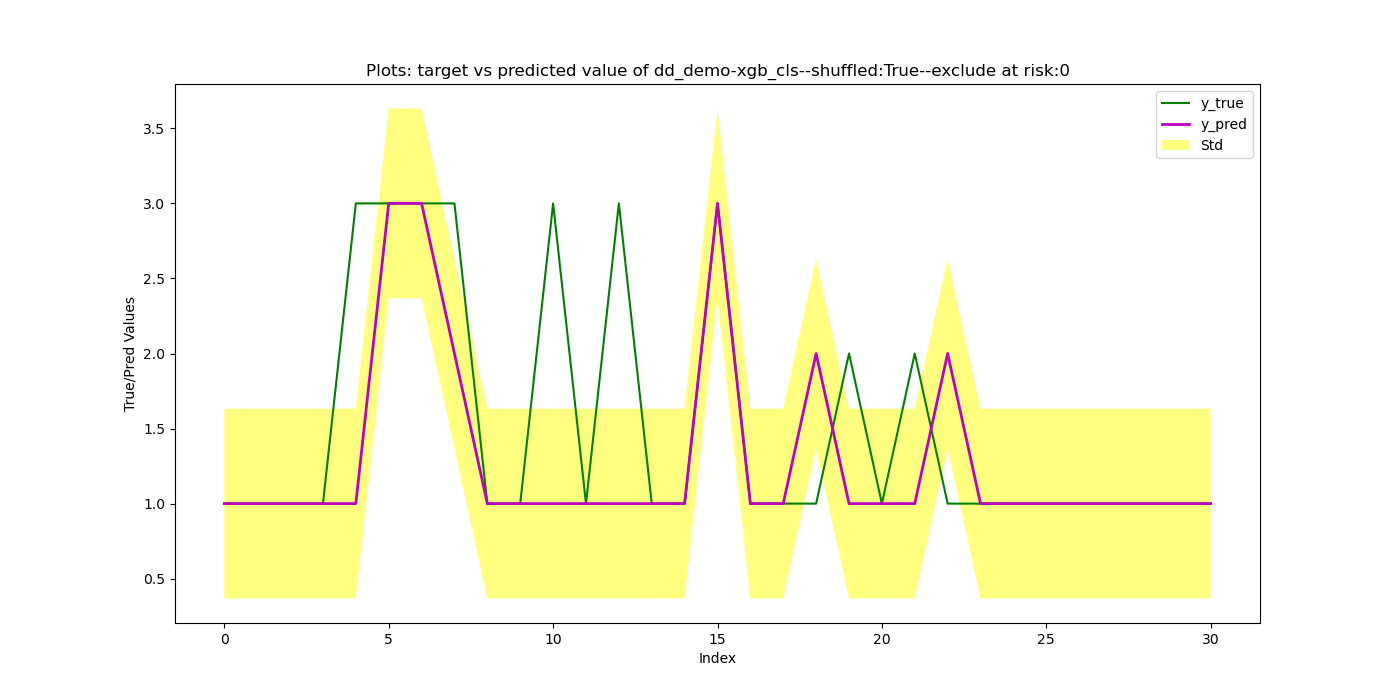 Plots: target vs predicted value of dd_demo-xgb_cls--shuffled:True--exclude at risk:0
y_true
y_pred
Std
True/Pred Values
3.5
3.0
2.5
2.0
1.5
1.0
0.5
0 5 10 15 20 25 30
Index